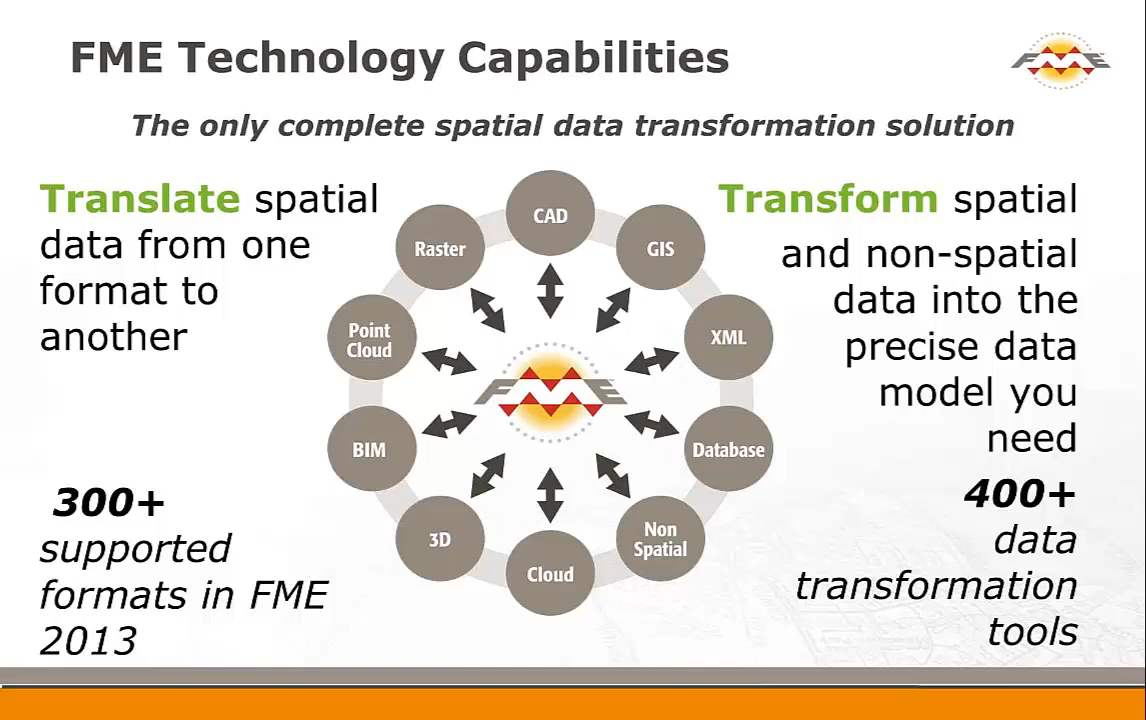 FME Technology Capabilities
FME
The only complete spatial data transformation solution
Translate spatial
data from one
format to
another
300+
supported
formats in FME
2013
CAD
Raster
GIS
Point
Cloud
XML
FME
BIM
Database
3D
Non
Spatial
Cloud
Transform spatial
and non-spatial
data into the
precise data
model you
need
400+
data
transformation
tools